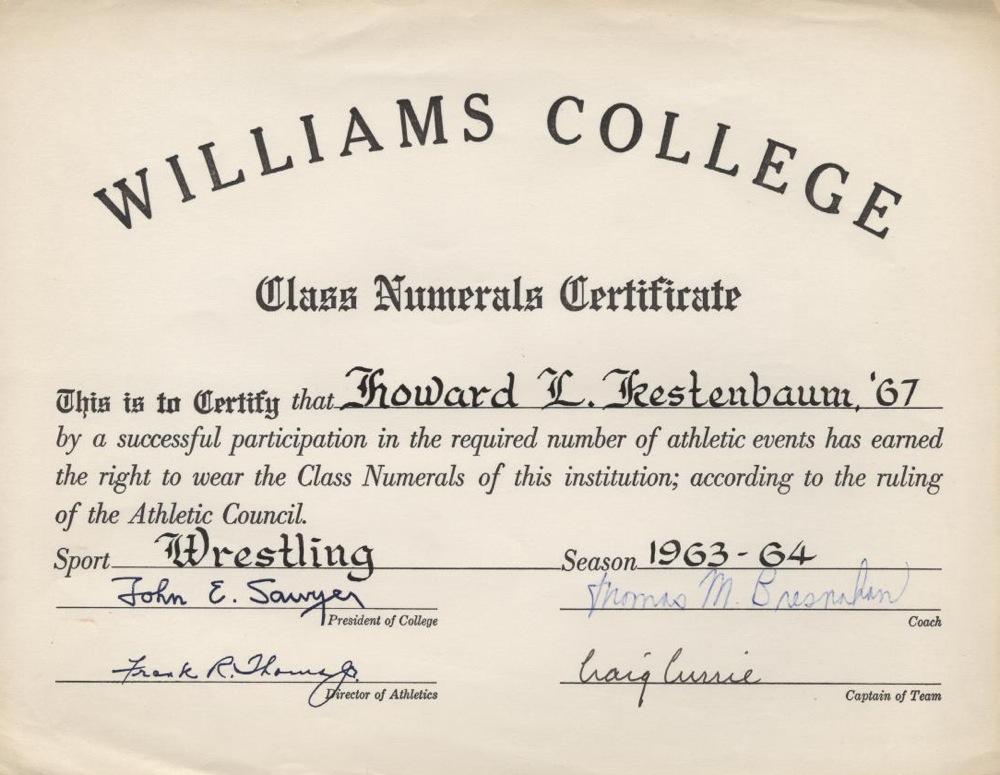 WILLIAMS COLLEGE
Class Numerals Certificate
This is to Certify that Howard L. Kestenbaum, '67
by a successful participation in the required number of athletic events has earned
the right to wear the Class Numerals of this institution; according to the ruling
of the Athletic Council.
Sport Wrestling Season 1963-64
John E. Sawyer Thomas M. Bresnahan
President of College Coach
Frank R. Thoms Jr. Craig Currie
Director of Athletics Captain of Team